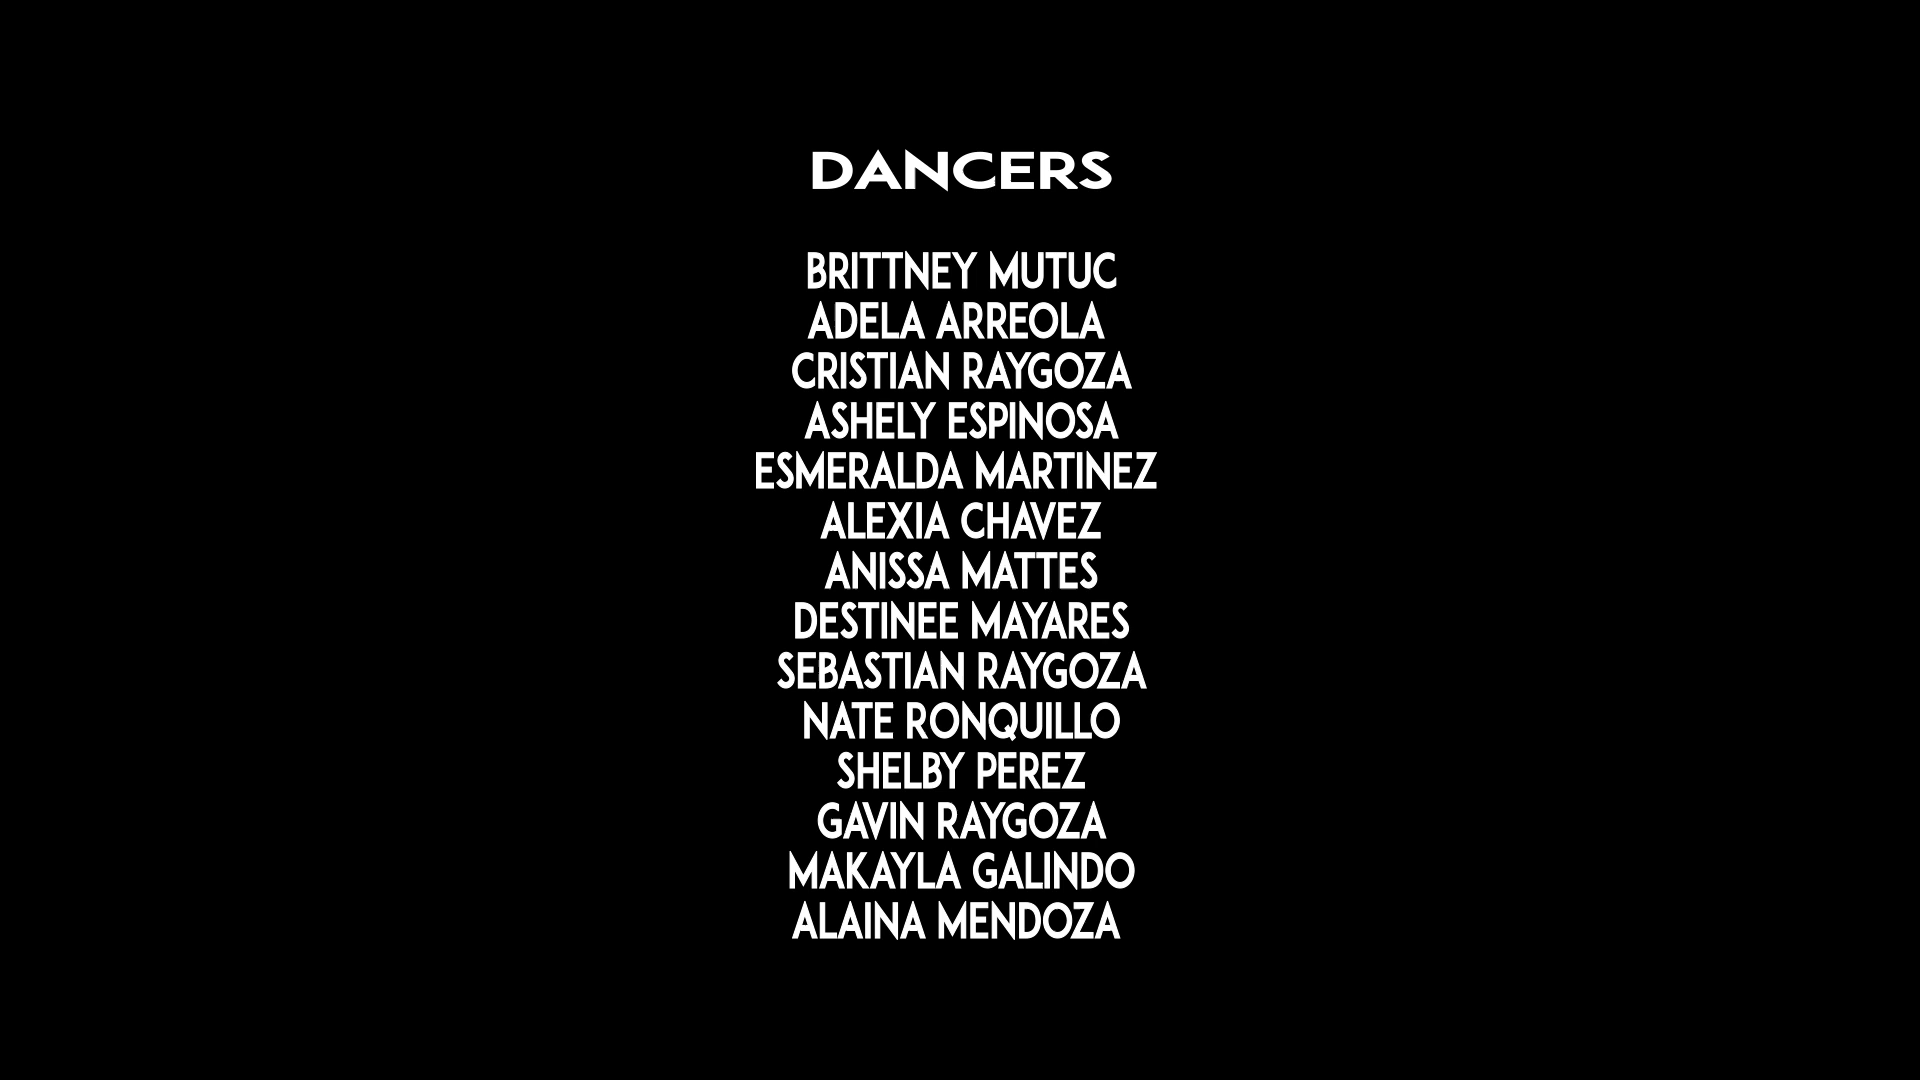 DANCERS
BRITTNEY MUTUC
ADELA ARREOLA
CRISTIAN RAYGOZA
ASHELY ESPINOSA
ESMERALDA MARTINEZ
ALEXIA CHAVEZ
ANISSA MATTES
DESTINEE MAYARES
SEBASTIAN RAYGOZA
NATE RONQUILLO
SHELBY PEREZ
GAVIN RAYGOZA
MAKAYLA GALINDO
ALAINA MENDOZA